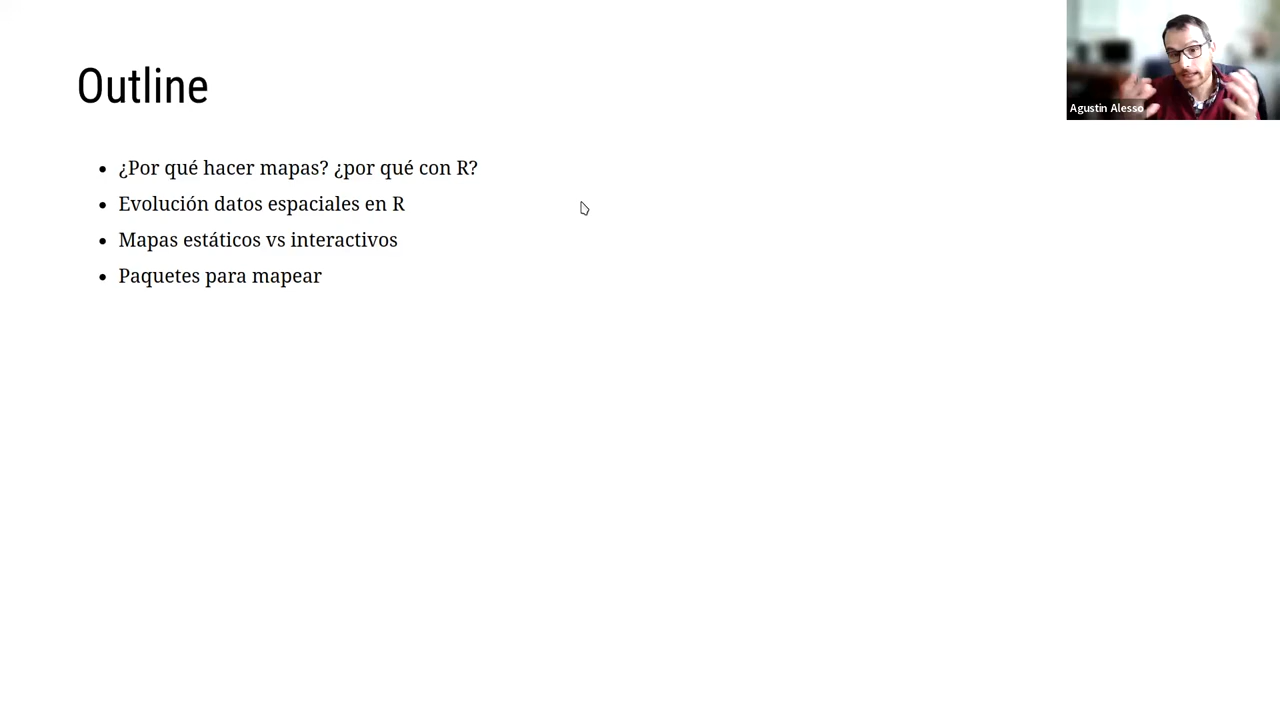 Outline
Agustin Alesso
¿Por qué hacer mapas? ¿por qué con R?
Evolución datos espaciales en R
Mapas estáticos vs interactivos
Paquetes para mapear